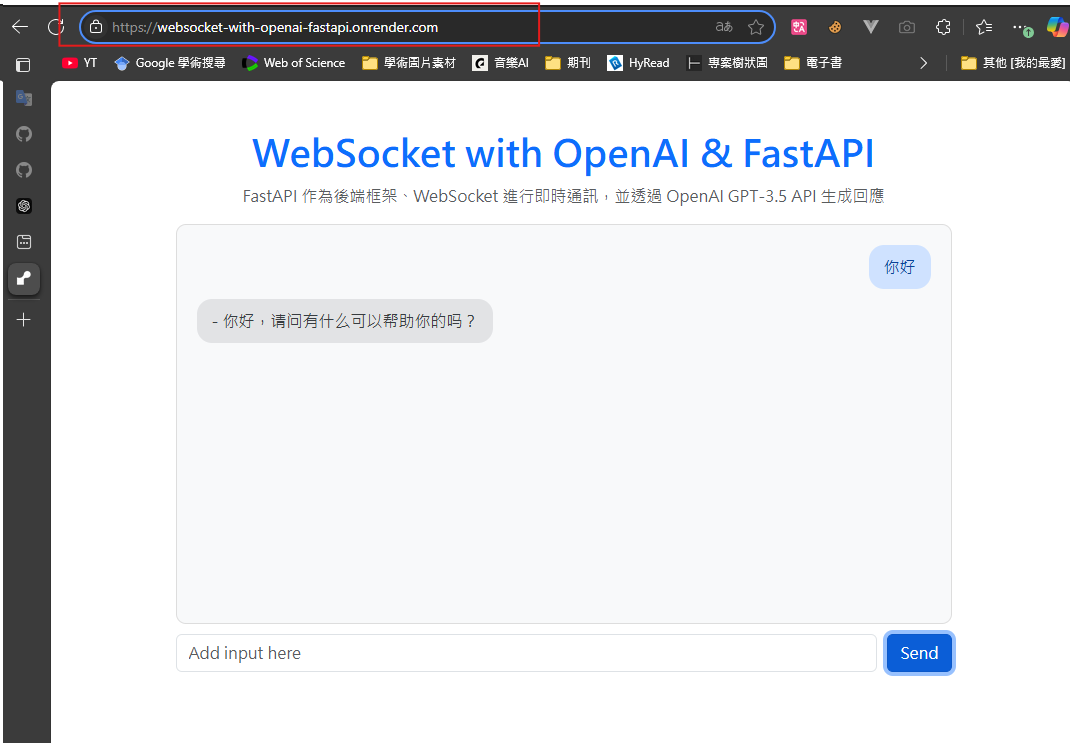 https://websocket-with-openai-fastapi.onrender.com aあ
YT Google 學術搜尋 Web of Science 學術圖片素材 音樂AI 期刊 HyRead 專案樹狀圖 電子書 其他 [我的最愛]
WebSocket with OpenAI & FastAPI
FastAPI 作為後端框架、WebSocket 進行即時通訊，並透過 OpenAI GPT-3.5 API 生成回應
你好
- 你好，请问有什么可以帮助你的吗？
Add input here Send